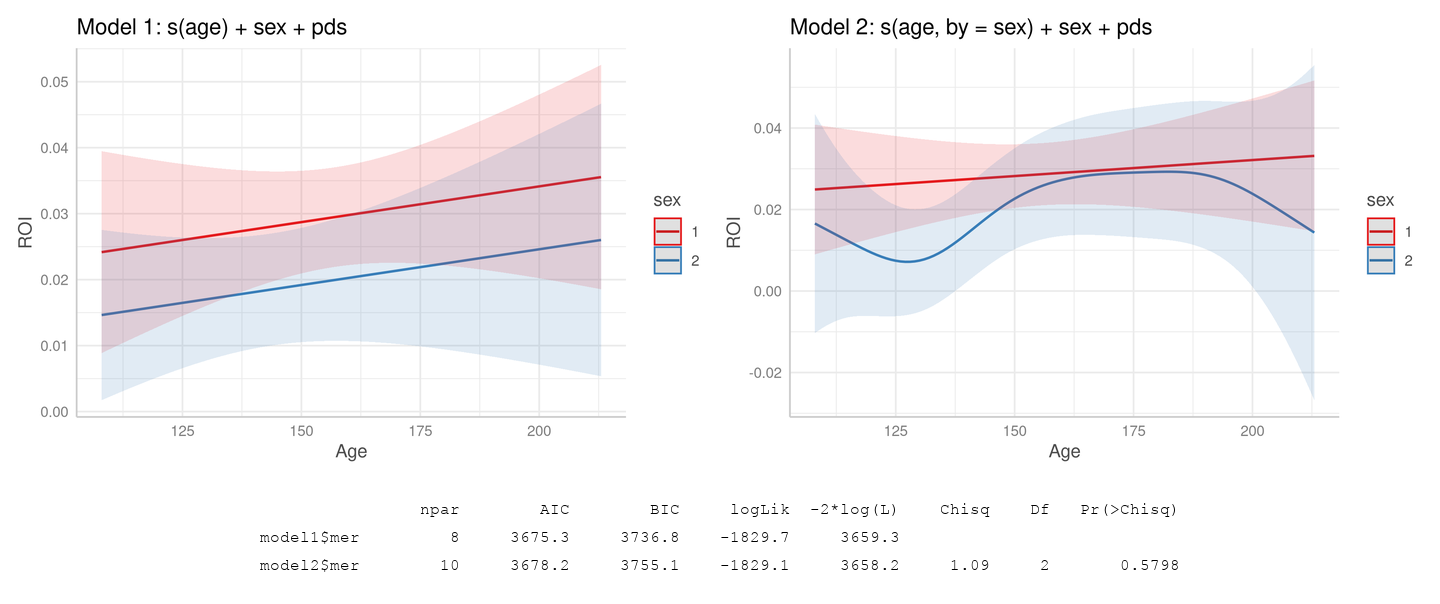 Model 1: s(age) + sex + pds
0.05
0.04
0.03
0.02
0.01
0.00
ROI
125 150 175 200
Age
sex
1
2
Model 2: s(age, by = sex) + sex + pds
0.04
0.02
0.00
-0.02
ROI
125 150 175 200
Age
sex
1
2
npar AIC BIC logLik -2*log(L) Chisq Df Pr(>Chisq)
model1$mer 8 3675.3 3736.8 -1829.7 3659.3
model2$mer 10 3678.2 3755.1 -1829.1 3658.2 1.09 2 0.5798